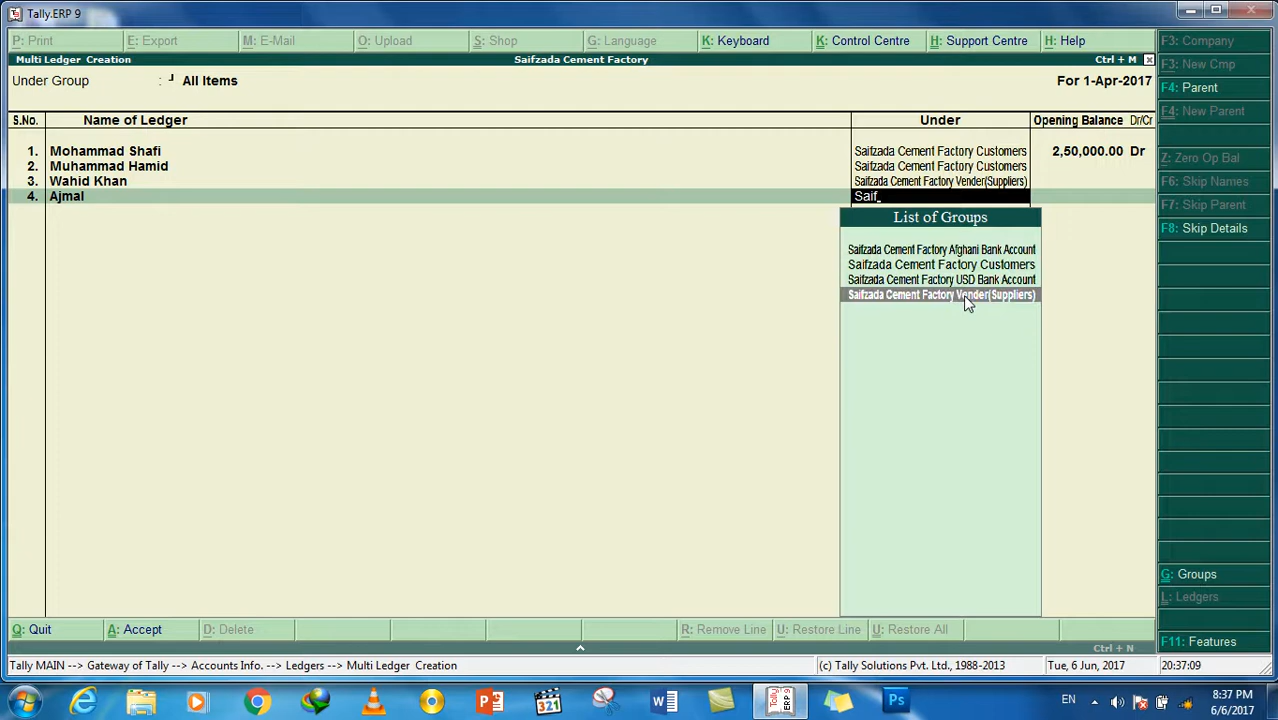 Tally.ERP 9
P: Print E: Export M: E-Mail O: Upload S: Shop G: Language K: Keyboard K: Control Centre H: Support Centre H: Help
Multi Ledger Creation Saifzada Cement Factory Ctrl + M
Under Group : All Items For 1-Apr-2017
S.No. Name of Ledger Under Opening Balance Dr/Cr
1. Mohammad Shafi Saifzada Cement Factory Customers 2,50,000.00 Dr
2. Muhammad Hamid Saifzada Cement Factory Customers
3. Wahid Khan Saifzada Cement Factory Vender(Suppliers)
4. Ajmal Saif_
List of Groups
Saifzada Cement Factory Afghani Bank Account
Saifzada Cement Factory Customers
Saifzada Cement Factory USD Bank Account
Saifzada Cement Factory Vender(Suppliers)
F3: Company
F3: New Cmp
F4: Parent
F4: New Parent
Z: Zero Op Bal
F6: Skip Names
F7: Skip Parent
F8: Skip Details
G: Groups
L: Ledgers
F11: Features
Q: Quit A: Accept D: Delete R: Remove Line U: Restore Line U: Restore All
Ctrl + N
Tally MAIN --> Gateway of Tally --> Accounts Info. --> Ledgers --> Multi Ledger Creation (c) Tally Solutions Pvt. Ltd., 1988-2013 Tue, 6 Jun, 2017 20:37:09
321 W Tally.ERP9 Ps EN 8:37 PM
6/6/2017